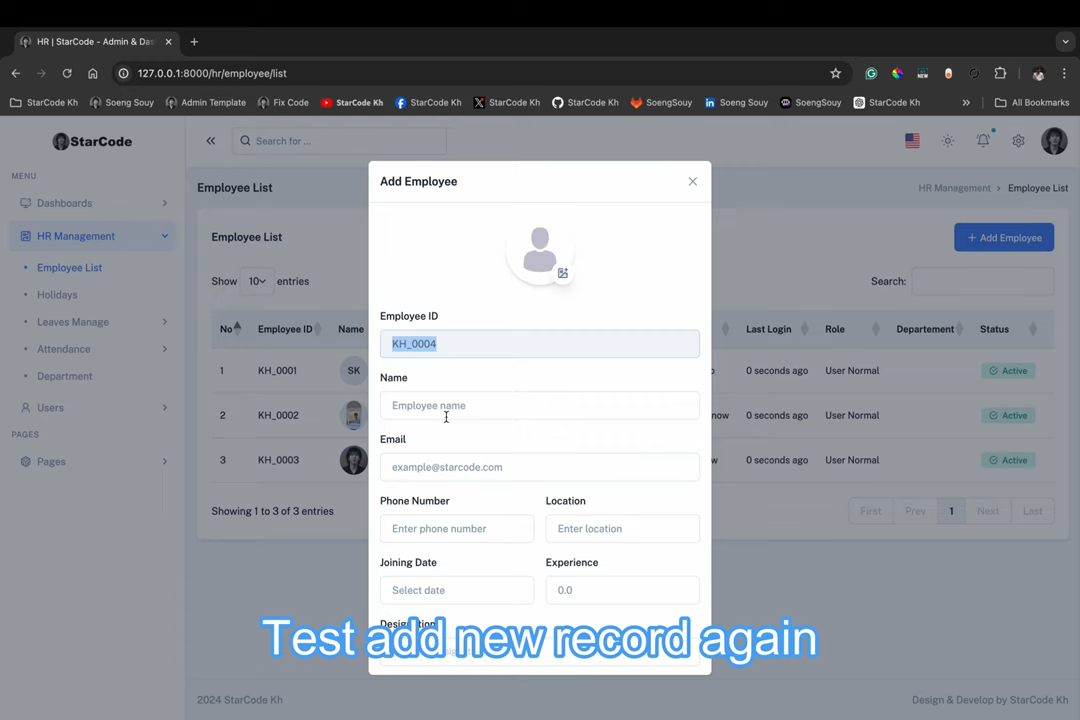 HR | StarCode - Admin & Das
127.0.0.1:8000/hr/employee/list
NEW
StarCode Kh
Soeng Souy
Admin Template
Fix Code
StarCode Kh
StarCode Kh
StarCode Kh
StarCode Kh
SoengSouy
Soeng Souy
SoengSouy
StarCode Kh
All Bookmarks
StarCode
Search for ...
MENU
Dashboards
HR Management
Employee List
Holidays
Leaves Manage
Attendance
Department
Users
PAGES
Pages
Employee List
HR Management
Employee List
Employee List
Add Employee
Show 10 entries
Search:
No Employee ID Name Last Login Role Departement Status
1 KH_0001 SK 0 seconds ago User Normal Active
2 KH_0002 now 0 seconds ago User Normal Active
3 KH_0003 0 seconds ago User Normal Active
Showing 1 to 3 of 3 entries
First Prev 1 Next Last
Add Employee
Employee ID
KH_0004
Name
Employee name
Email
example@starcode.com
Phone Number Location
Enter phone number Enter location
Joining Date Experience
Select date 0.0
Test add new record again
2024 StarCode Kh
Design & Develop by StarCode Kh